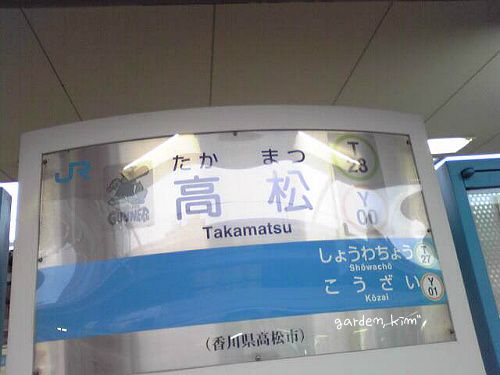 JR
GUNNER
T
28
たかまつ
高松
Y
00
Takamatsu
しょうわちょう
Shōwachō
T
27
こうざい
Kōzai
Y
01
(香川県高松市)
garden_kim"